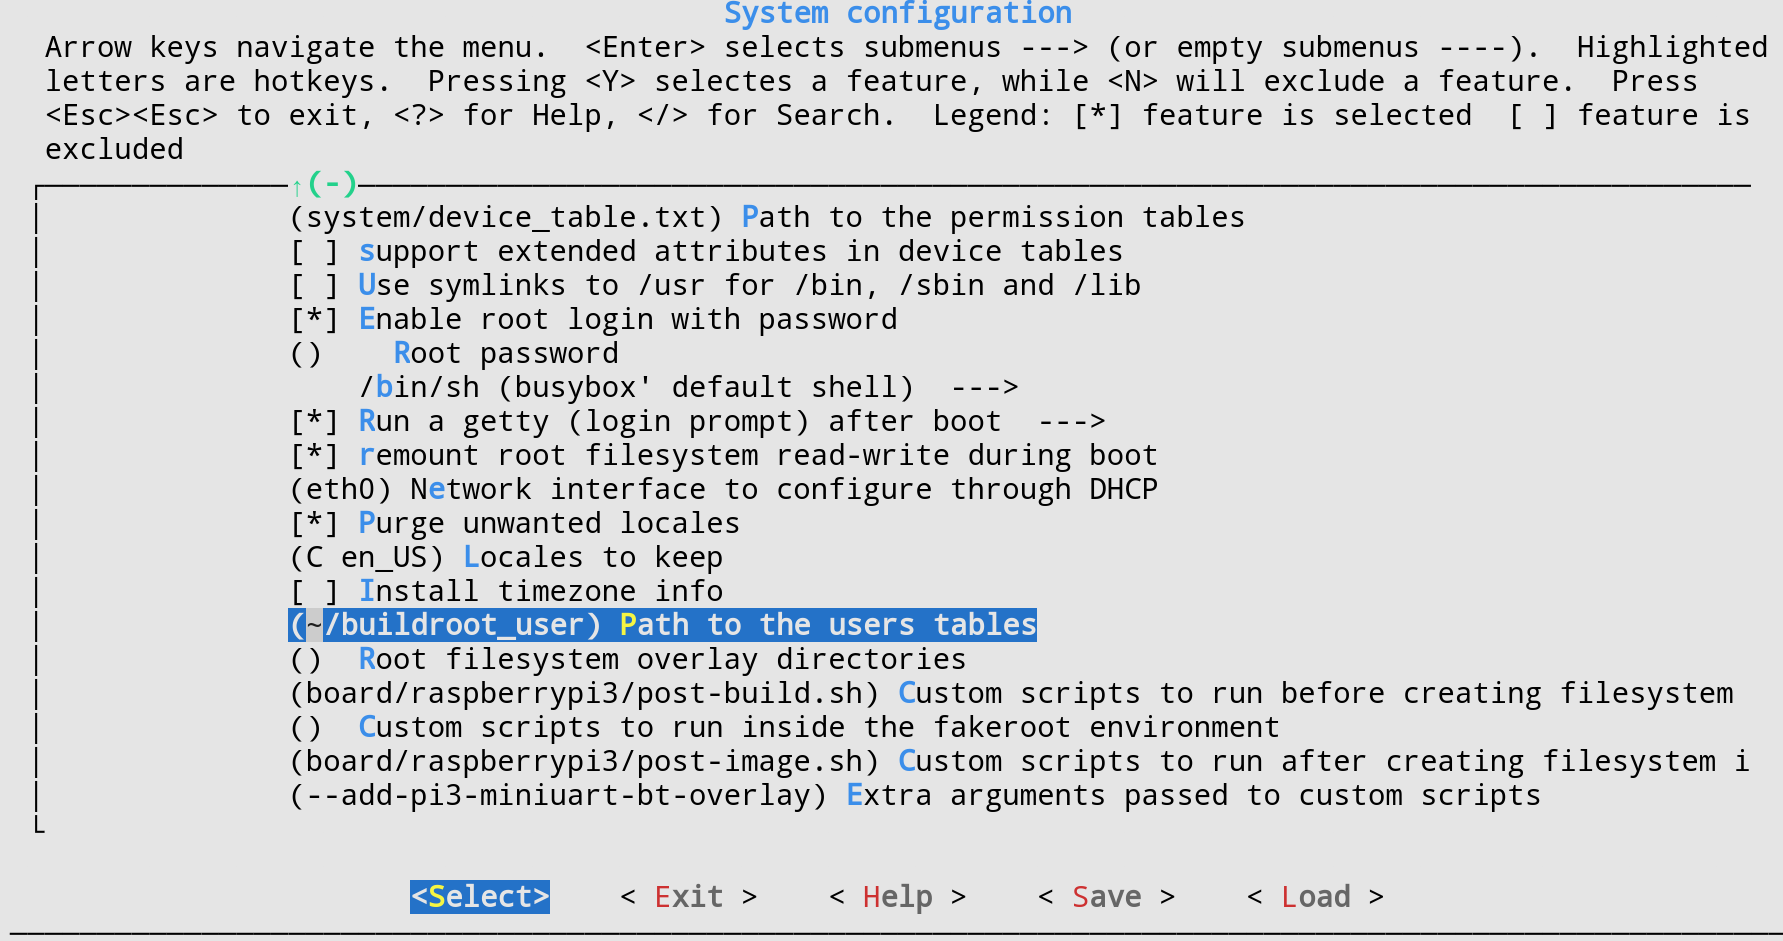 System configuration
Arrow keys navigate the menu.  <Enter> selects submenus ---> (or empty submenus ----).  Highlighted
letters are hotkeys.  Pressing <Y> selectes a feature, while <N> will exclude a feature.  Press
<Esc><Esc> to exit, <?> for Help, </> for Search.  Legend: [*] feature is selected  [ ] feature is
excluded
↑(-)
(system/device_table.txt) Path to the permission tables
[ ] support extended attributes in device tables
[ ] Use symlinks to /usr for /bin, /sbin and /lib
[*] Enable root login with password
()    Root password
/bin/sh (busybox' default shell)  --->
[*] Run a getty (login prompt) after boot  --->
[*] remount root filesystem read-write during boot
(eth0) Network interface to configure through DHCP
[*] Purge unwanted locales
(C en_US) Locales to keep
[ ] Install timezone info
(~/buildroot_user) Path to the users tables
()  Root filesystem overlay directories
(board/raspberrypi3/post-build.sh) Custom scripts to run before creating filesystem
()  Custom scripts to run inside the fakeroot environment
(board/raspberrypi3/post-image.sh) Custom scripts to run after creating filesystem i
(--add-pi3-miniuart-bt-overlay) Extra arguments passed to custom scripts
<Select>    < Exit >    < Help >    < Save >    < Load >